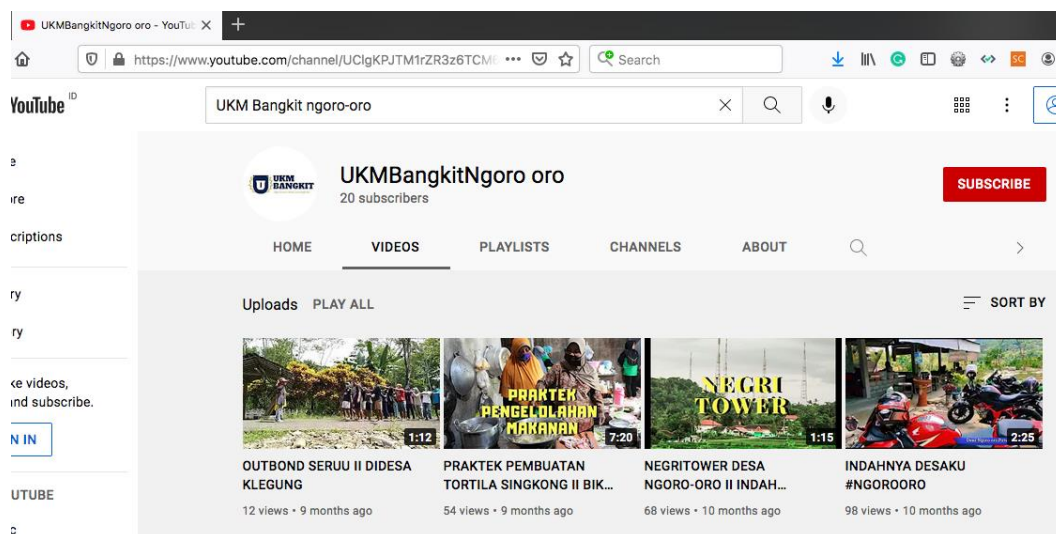 UKMBangkitNgoro oro - YouTub
https://www.youtube.com/channel/UClgKPJTM1rZR3z6TCM
Search
SC
YouTube ID
UKM Bangkit ngoro-oro
UKM BANGKIT
UKMBangkitNgoro oro
20 subscribers
SUBSCRIBE
criptions
HOME VIDEOS PLAYLISTS CHANNELS ABOUT
Uploads PLAY ALL
SORT BY
ry
ry
ke videos,
and subscribe.
N IN
UTUBE
PRAKTEK
PENGELOLAHAN
MAKANAN
NEGRI
TOWER
1:12
7:20
1:15
2:25
OUTBOND SERUU II DIDESA
KLEGUNG
12 views • 9 months ago
PRAKTEK PEMBUATAN
TORTILA SINGKONG II BIK...
54 views • 9 months ago
NEGRITOWER DESA
NGORO-ORO II INDAH...
68 views • 10 months ago
INDAHNYA DESAKU
#NGOROORO
98 views • 10 months ago